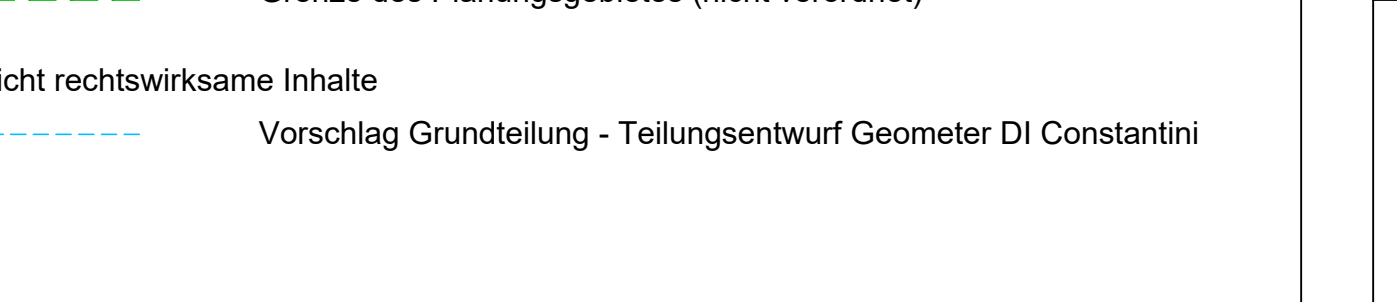 Grenze des Planungsgebietes (nicht verordnet)
icht rechtswirksame Inhalte
Vorschlag Grundteilung - Teilungsentwurf Geometer DI Constantini